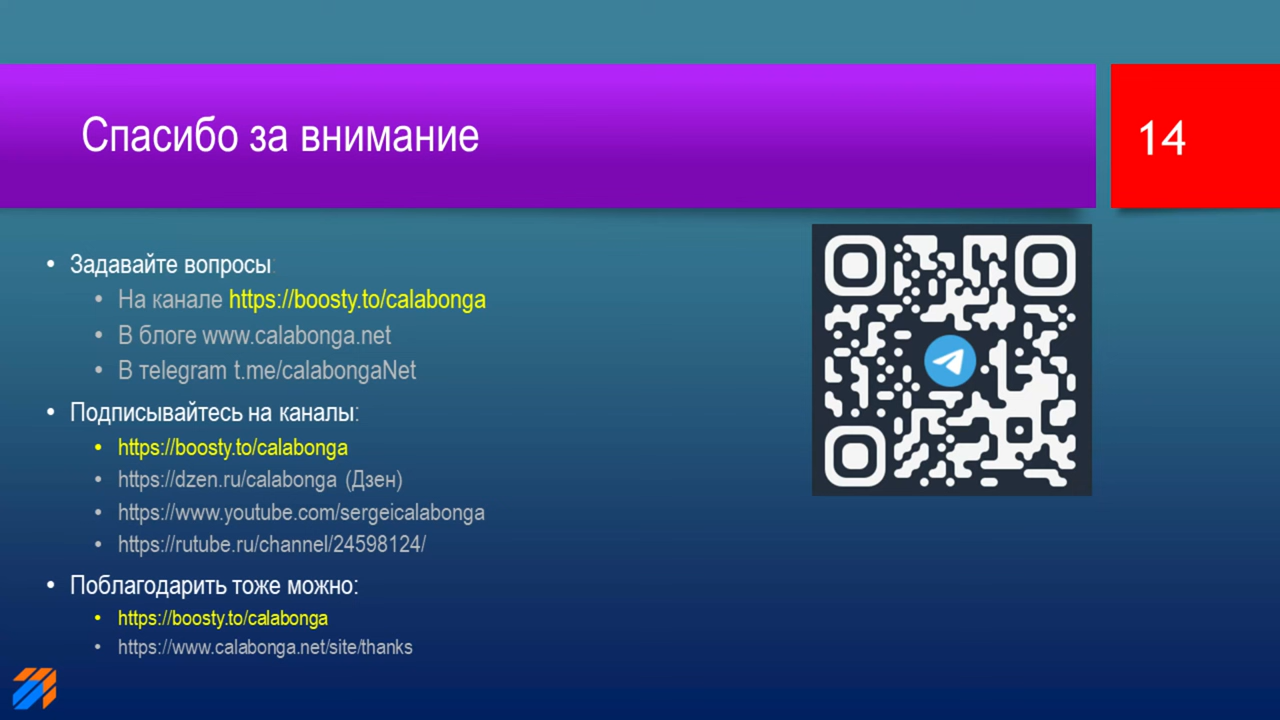 Спасибо за внимание
14
Задавайте вопросы:
На канале https://boosty.to/calabonga
В блоге www.calabonga.net
В телеgram t.me/calabongaNet
Подписывайтесь на каналы:
https://boosty.to/calabonga
https://dzen.ru/calabonga (Дзен)
https://www.youtube.com/sergeicalabonga
https://rutube.ru/channel/24598124/
Поблагодарить тоже можно:
https://boosty.to/calabonga
https://www.calabonga.net/site/thanks